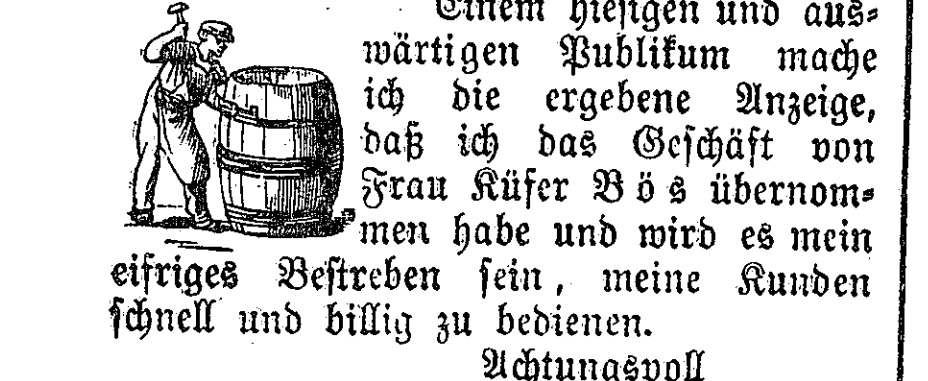 Einem hiesigen und aus⸗
wärtigen Publikum mache
ich die ergebene Anzeige,
daß ich das Geschäft von
Frau Küfer Bös übernom⸗
men habe und wird es mein
eifriges Bestreben sein, meine Kunden
schnell und billig zu bedienen.
Achtungsvoll